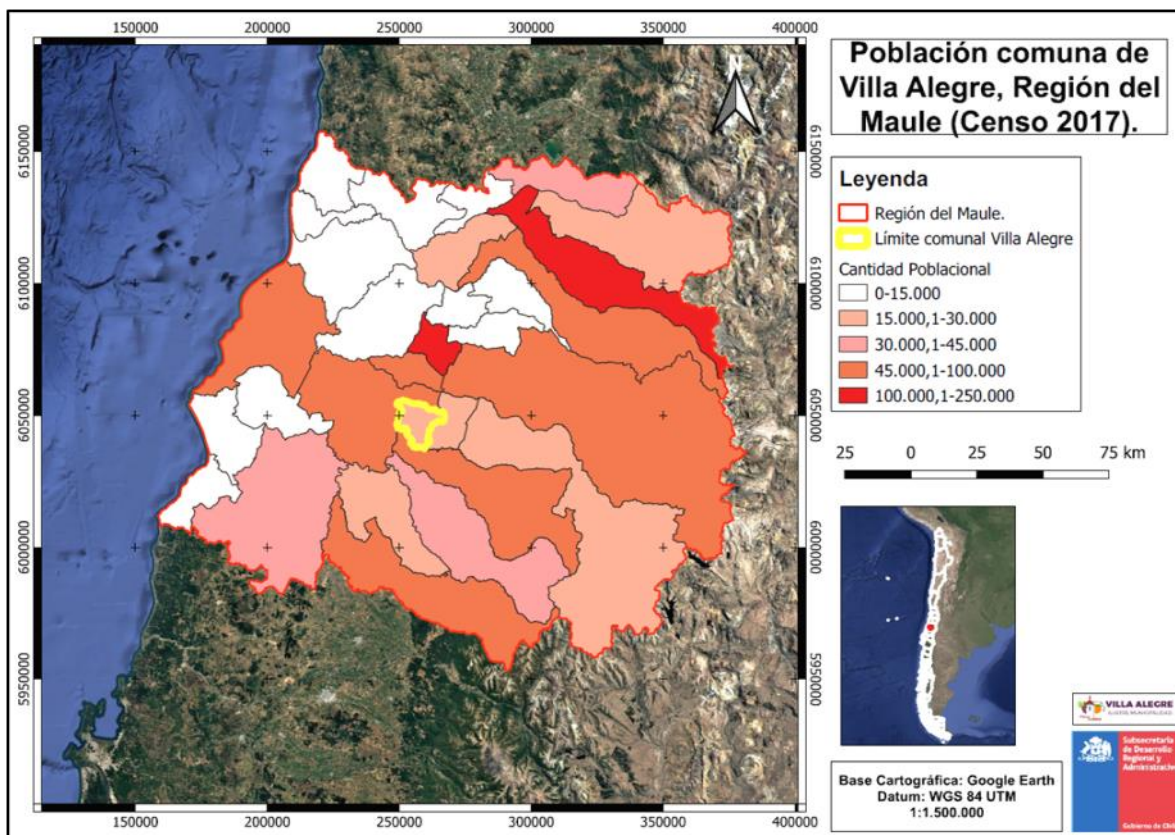 150000 200000 250000 300000 350000 400000
6150000
6100000
6050000
6000000
5950000
6150000
6100000
6050000
6000000
5950000
150000 200000 250000 300000 350000 400000
N
Población comuna de
Villa Alegre, Región del
Maule (Censo 2017).
Leyenda
Región del Maule.
Límite comunal Villa Alegre
Cantidad Poblacional
0-15.000
15.000,1-30.000
30.000,1-45.000
45.000,1-100.000
100.000,1-250.000
25 0 25 50 75 km
VILLA ALEGRE
Subsecretaría
de Desarrollo
Regional y
Administrativo
Gobierno de Chile
Base Cartográfica: Google Earth
Datum: WGS 84 UTM
1:1.500.000